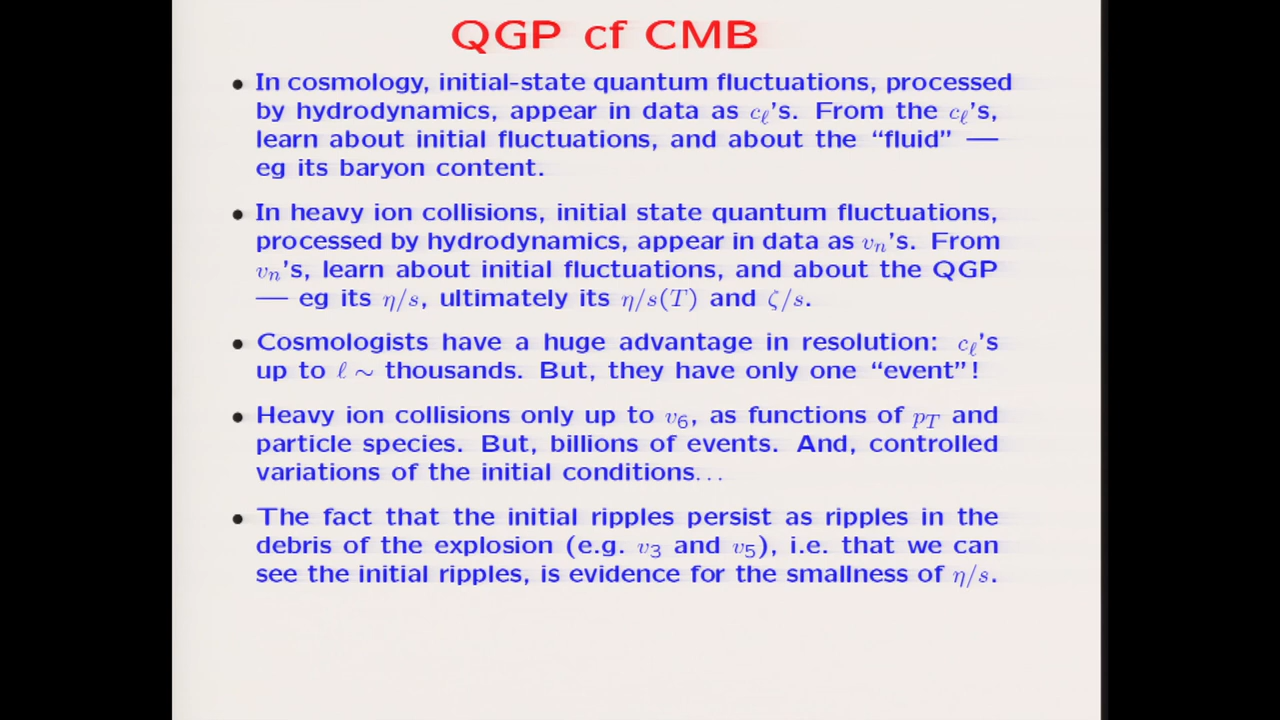 QGP cf CMB
• In cosmology, initial-state quantum fluctuations, processed
by hydrodynamics, appear in data as cℓ's. From the cℓ's,
learn about initial fluctuations, and about the “fluid” —
eg its baryon content.
• In heavy ion collisions, initial state quantum fluctuations,
processed by hydrodynamics, appear in data as vₙ's. From
vₙ's, learn about initial fluctuations, and about the QGP
— eg its η/s, ultimately its η/s(T) and ζ/s.
• Cosmologists have a huge advantage in resolution: cℓ's
up to ℓ ∼ thousands. But, they have only one “event”!
• Heavy ion collisions only up to v₆, as functions of p_T and
particle species. But, billions of events. And, controlled
variations of the initial conditions...
• The fact that the initial ripples persist as ripples in the
debris of the explosion (e.g. v₃ and v₅), i.e. that we can
see the initial ripples, is evidence for the smallness of η/s.